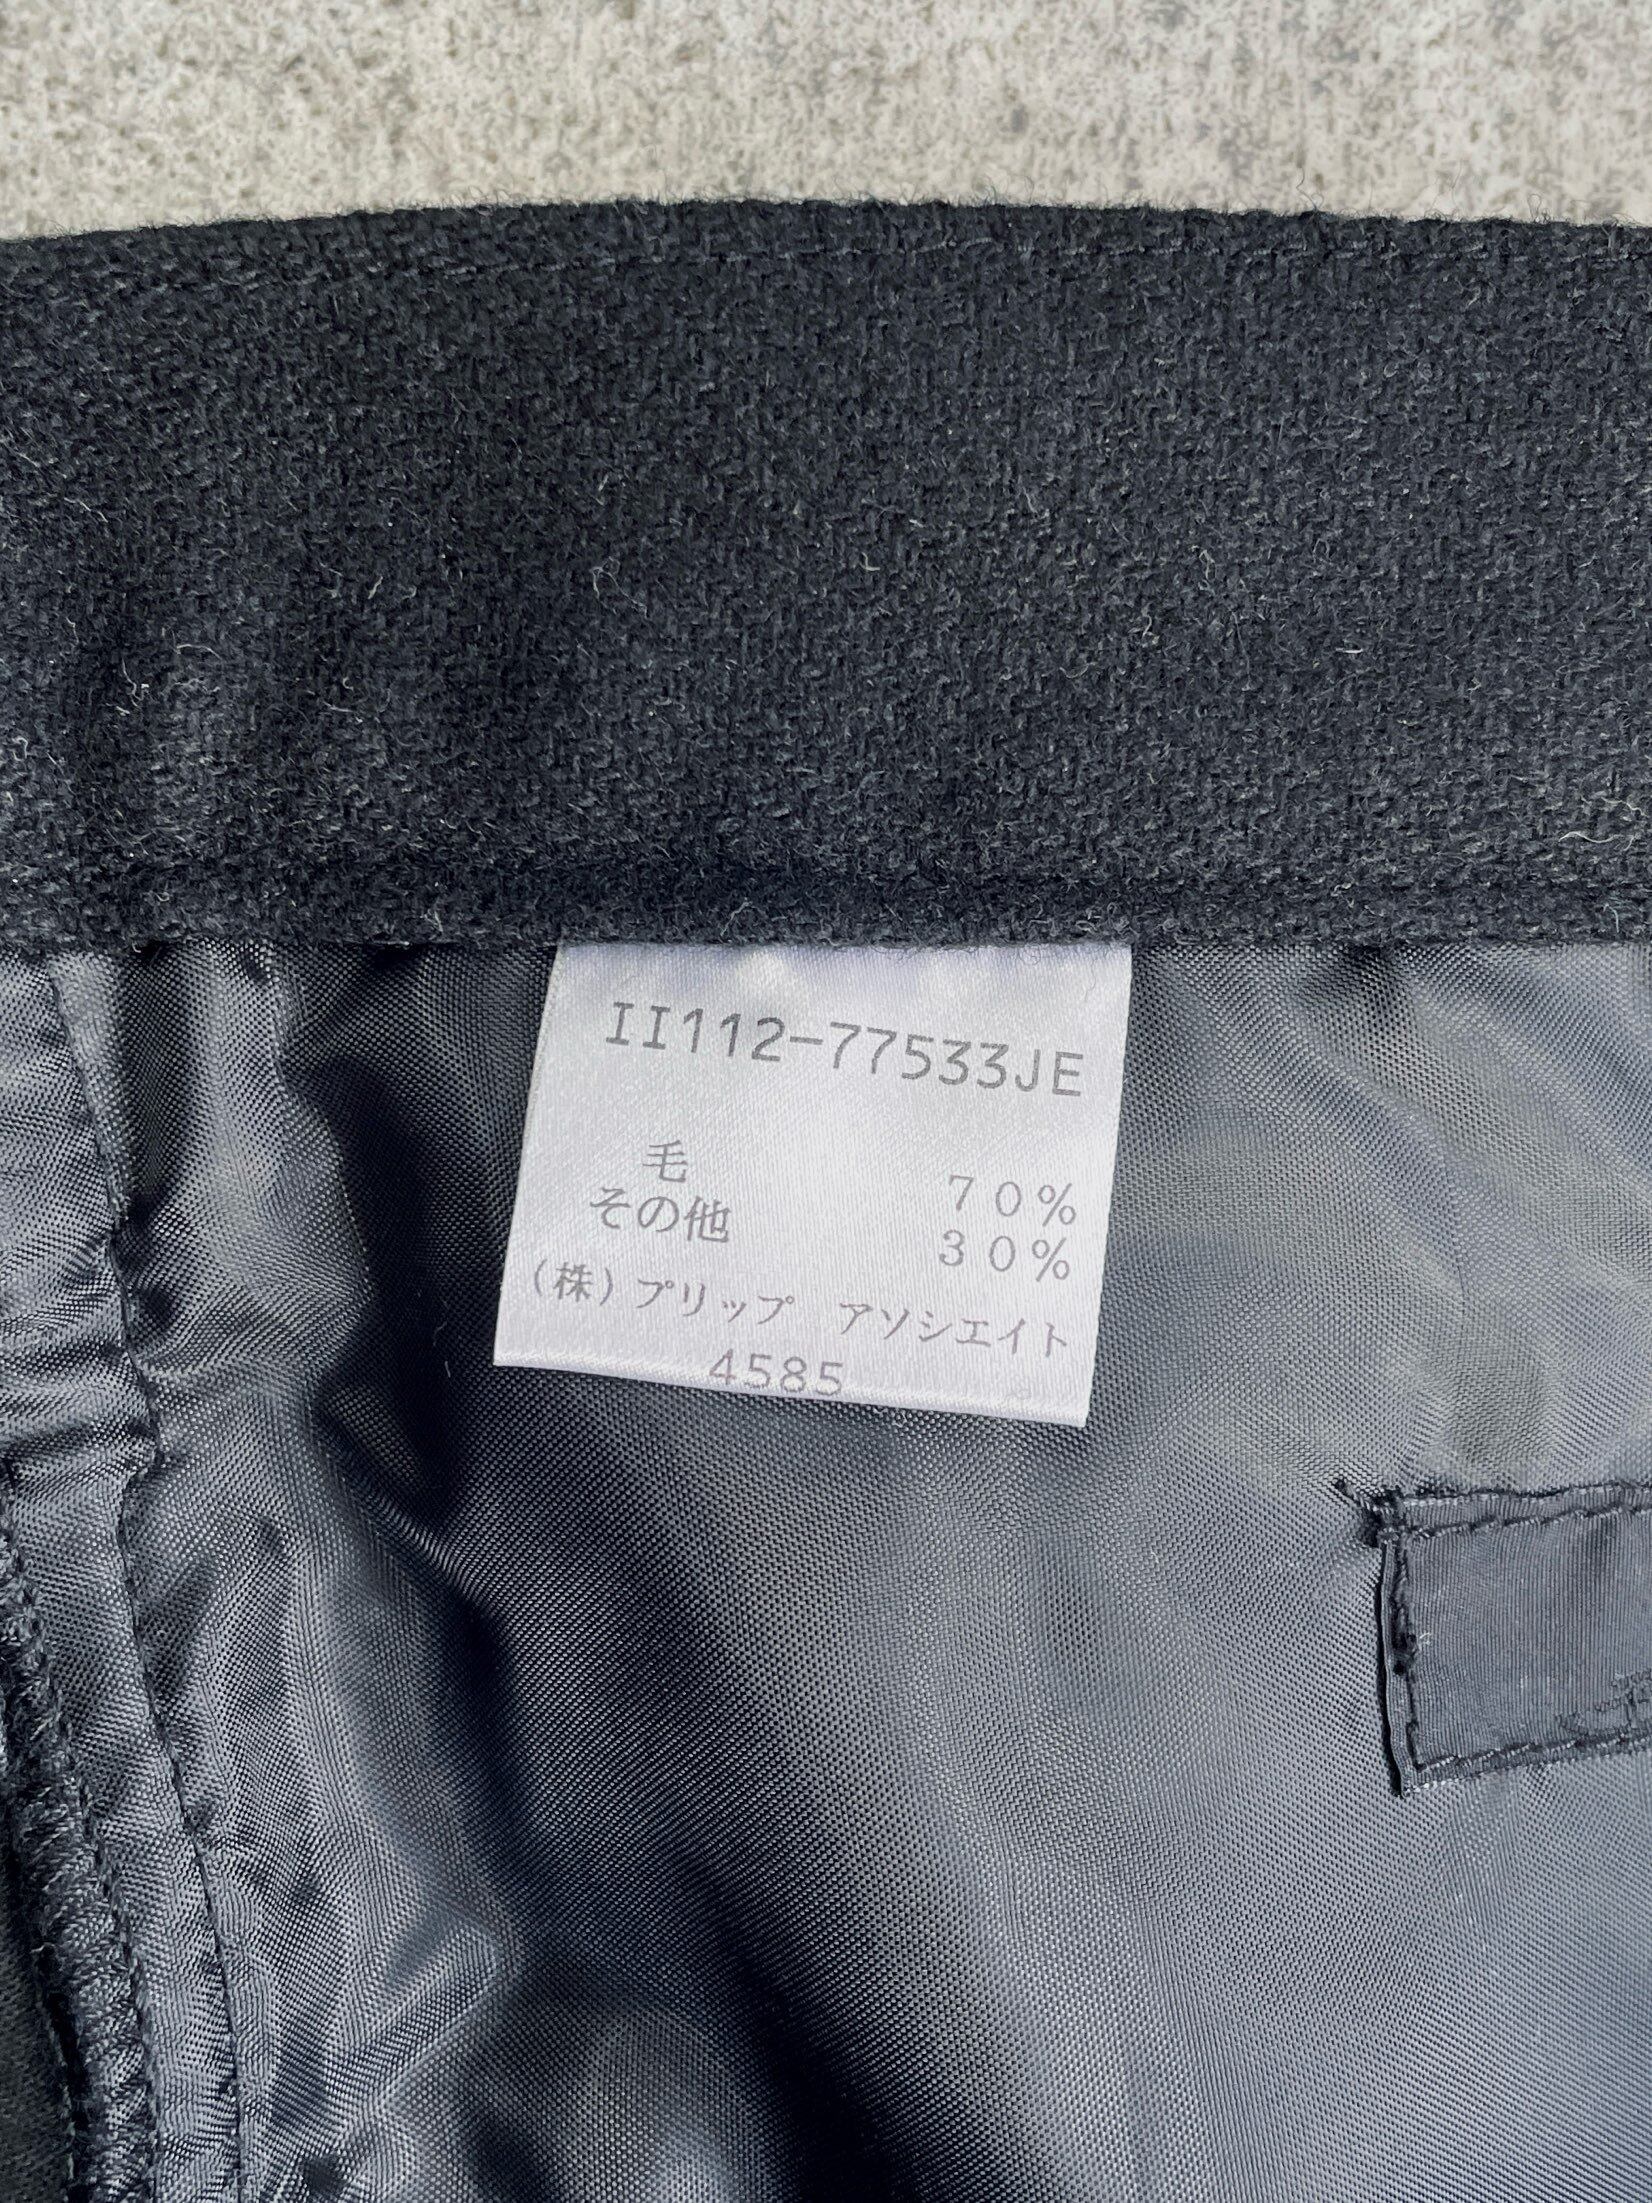 II112-77533JE
毛 70%
その他 30%
(株)プリップ アソシエイト
4585